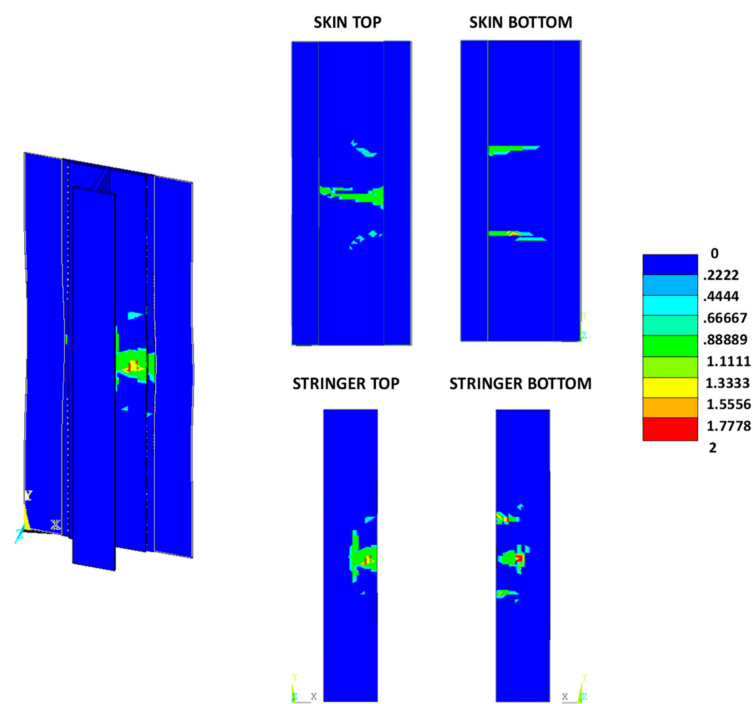 SKIN TOP
SKIN BOTTOM
0
.2222
.4444
.66667
.88889
1.1111
1.3333
1.5556
1.7778
2
STRINGER TOP
STRINGER BOTTOM
Y
X
Z
Y
Z
Y
Z X
Y
X Z